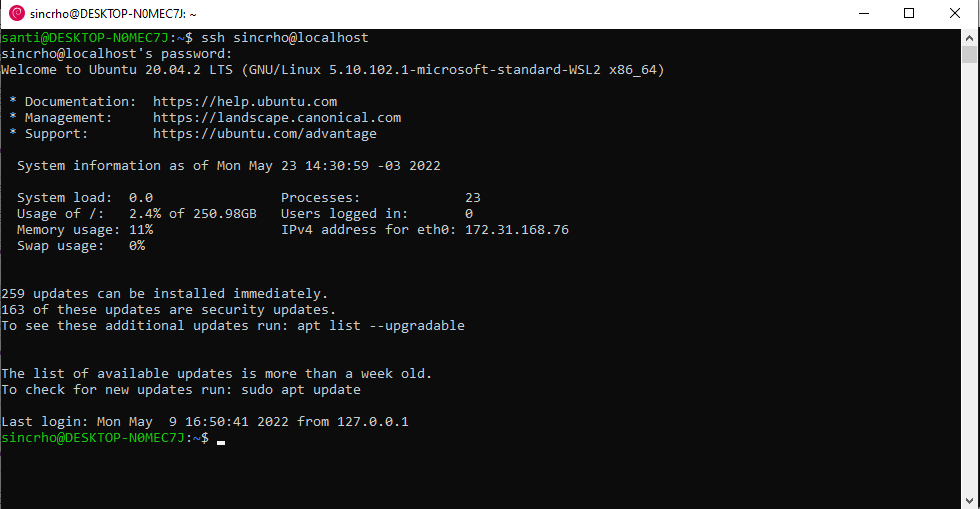 sincrho@DESKTOP-N0MEC7J: ~
santi@DESKTOP-N0MEC7J:~$ ssh sincrho@localhost
sincrho@localhost's password:
Welcome to Ubuntu 20.04.2 LTS (GNU/Linux 5.10.102.1-microsoft-standard-WSL2 x86_64)
* Documentation:  https://help.ubuntu.com
* Management:     https://landscape.canonical.com
* Support:        https://ubuntu.com/advantage
System information as of Mon May 23 14:30:59 -03 2022
System load:  0.0                Processes:             23
Usage of /:   2.4% of 250.98GB   Users logged in:       0
Memory usage: 11%                IPv4 address for eth0: 172.31.168.76
Swap usage:   0%
259 updates can be installed immediately.
163 of these updates are security updates.
To see these additional updates run: apt list --upgradable
The list of available updates is more than a week old.
To check for new updates run: sudo apt update
Last login: Mon May  9 16:50:41 2022 from 127.0.0.1
sincrho@DESKTOP-N0MEC7J:~$